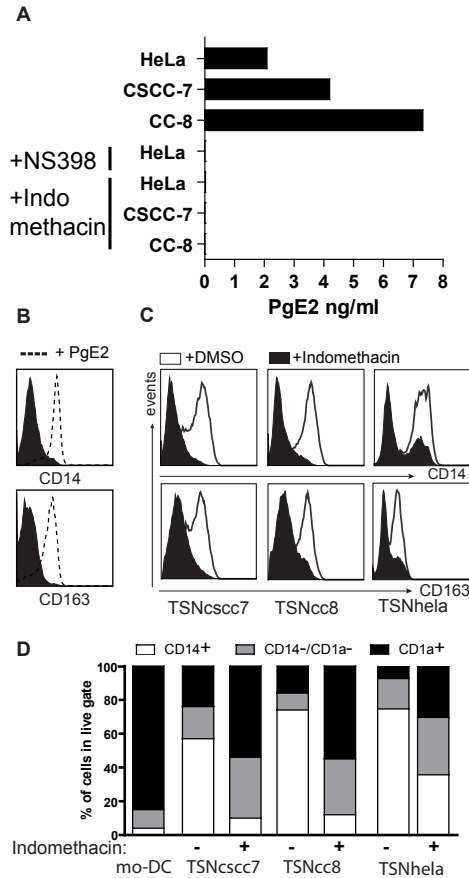 A
HeLa
CSCC-7
CC-8
+NS398
HeLa
+Indo
methacin
HeLa
CSCC-7
CC-8
0 1 2 3 4 5 6 7 8
PgE2 ng/ml
B
C
+ PgE2
+DMSO
+Indomethacin
events
CD14
CD14
CD163
CD163
TSNcscc7
TSNcc8
TSNhela
D
CD14+
CD14-/CD1a-
CD1a+
% of cells in live gate
100
80
60
40
20
0
Indomethacin:
- + - + - +
mo-DC
TSNcscc7
TSNcc8
TSNhela